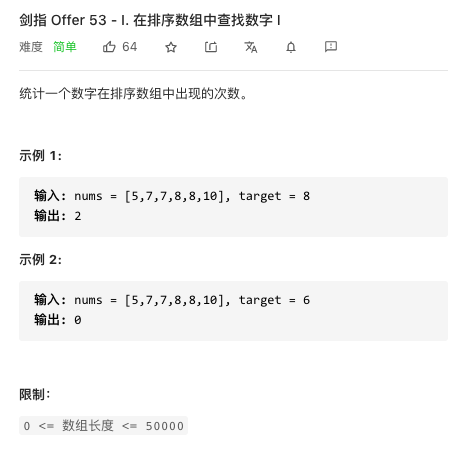 剑指 Offer 53 - I. 在排序数组中查找数字 I
难度 简单 64
统计一个数字在排序数组中出现的次数。
示例 1:
输入: nums = [5,7,7,8,8,10], target = 8
输出: 2
示例 2:
输入: nums = [5,7,7,8,8,10], target = 6
输出: 0
限制：
0 <= 数组长度 <= 50000